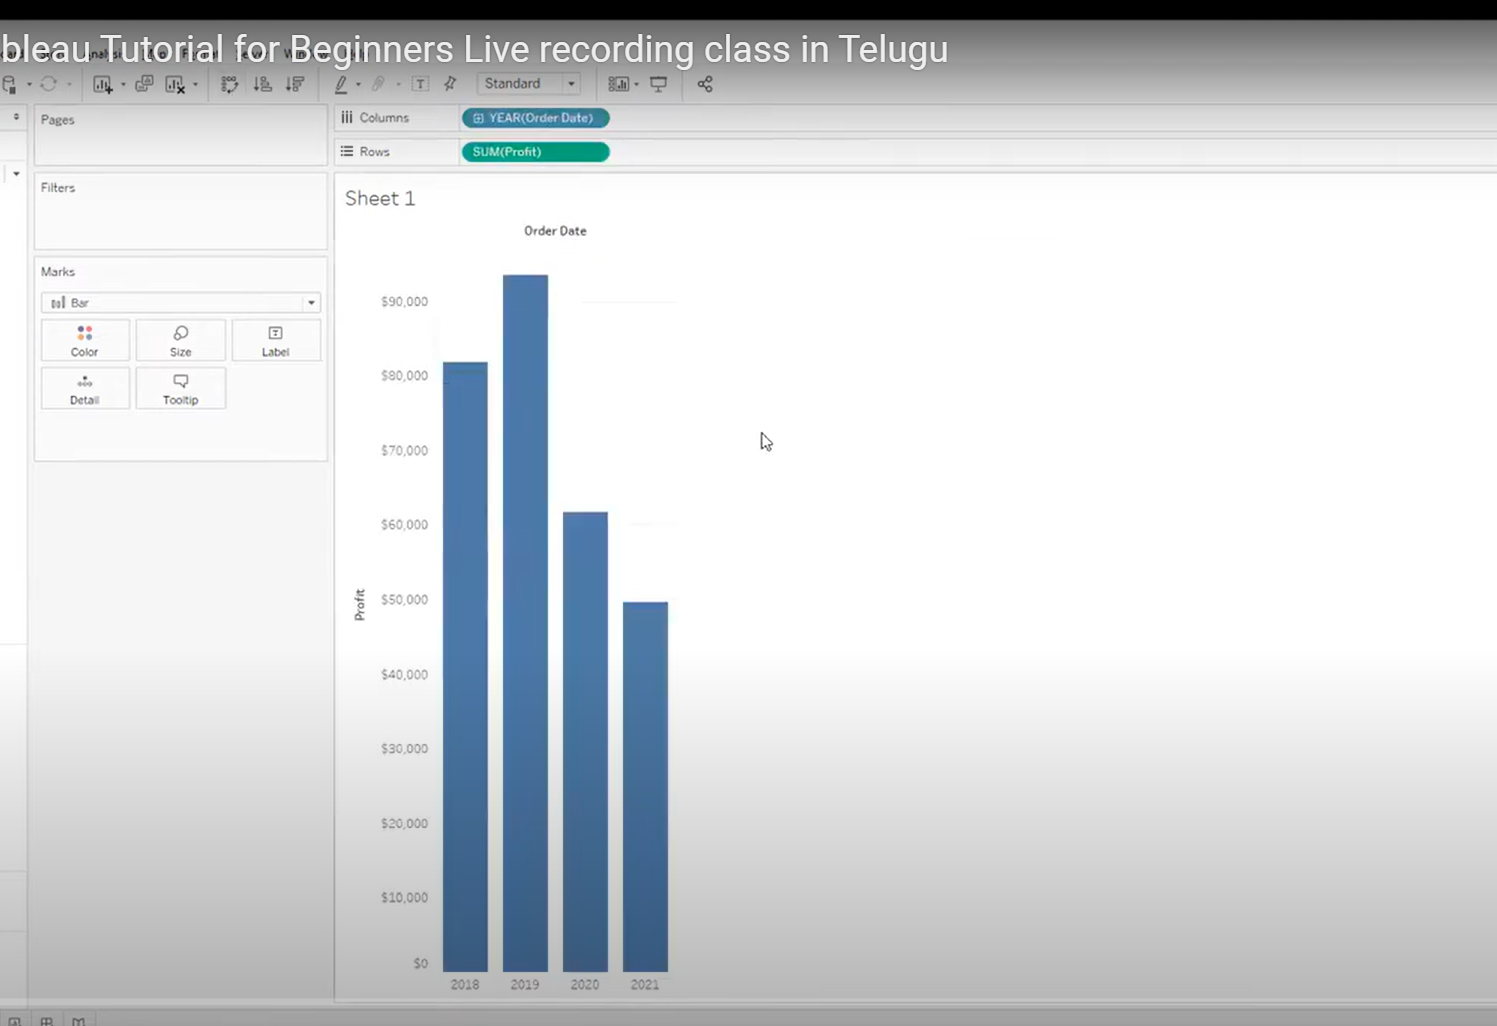 bleau Tutorial for Beginners Live recording class in Telugu
Standard
Pages
Columns
YEAR(Order Date)
Rows
SUM(Profit)
Filters
Sheet 1
Order Date
Marks
Bar
Color
Size
Label
Detail
Tooltip
$90,000
$80,000
$70,000
$60,000
$50,000
$40,000
$30,000
$20,000
$10,000
$0
Profit
2018
2019
2020
2021